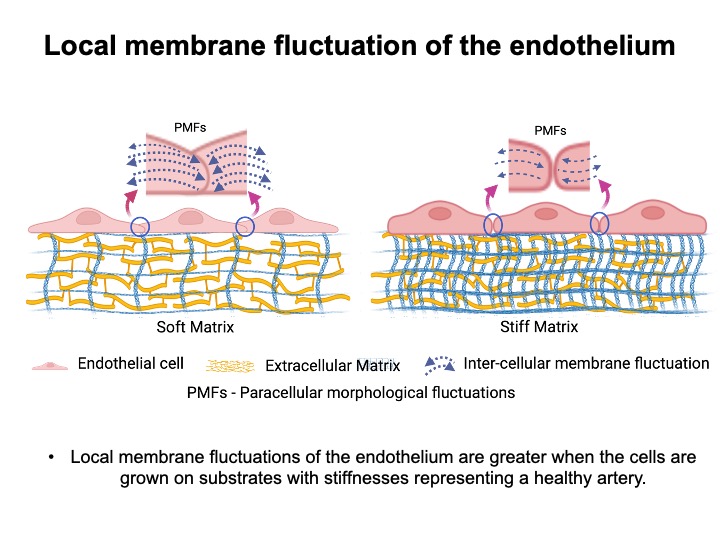 Local membrane fluctuation of the endothelium
PMFs
PMFs
Soft Matrix
Stiff Matrix
Endothelial cell
Extracellular Matrix
Inter-cellular membrane fluctuation
PMFs - Paracellular morphological fluctuations
• Local membrane fluctuations of the endothelium are greater when the cells are
grown on substrates with stiffnesses representing a healthy artery.